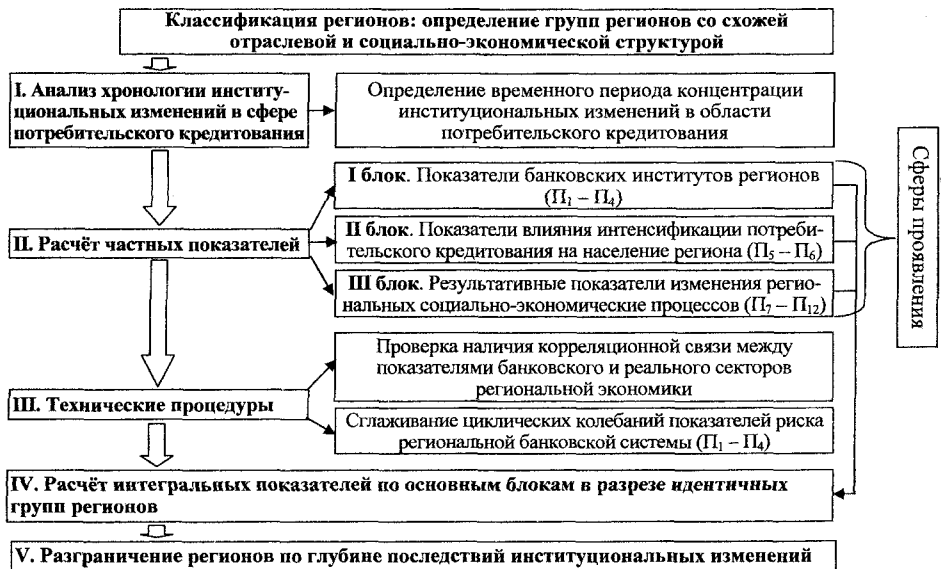 Классификация регионов: определение групп регионов со схожей
отраслевой и социально-экономической структурой
I. Анализ хронологии институ-
циональных изменений в сфере
потребительского кредитования
Определение временного периода концентрации
институциональных изменений в области
потребительского кредитования
I блок. Показатели банковских институтов регионов
(П₁ – П₄)
II. Расчёт частных показателей
II блок. Показатели влияния интенсификации потреби-
тельского кредитования на население региона (П₅ – П₆)
III блок. Результативные показатели изменения регио-
нальных социально-экономические процессов (П₇ – П₁₂)
Сферы проявления
III. Технические процедуры
Проверка наличия корреляционной связи между
показателями банковского и реального секторов
региональной экономики
Сглаживание циклических колебаний показателей риска
региональной банковской системы (П₁ – П₄)
IV. Расчёт интегральных показателей по основным блокам в разрезе идентичных
групп регионов
V. Разграничение регионов по глубине последствий институциональных изменений